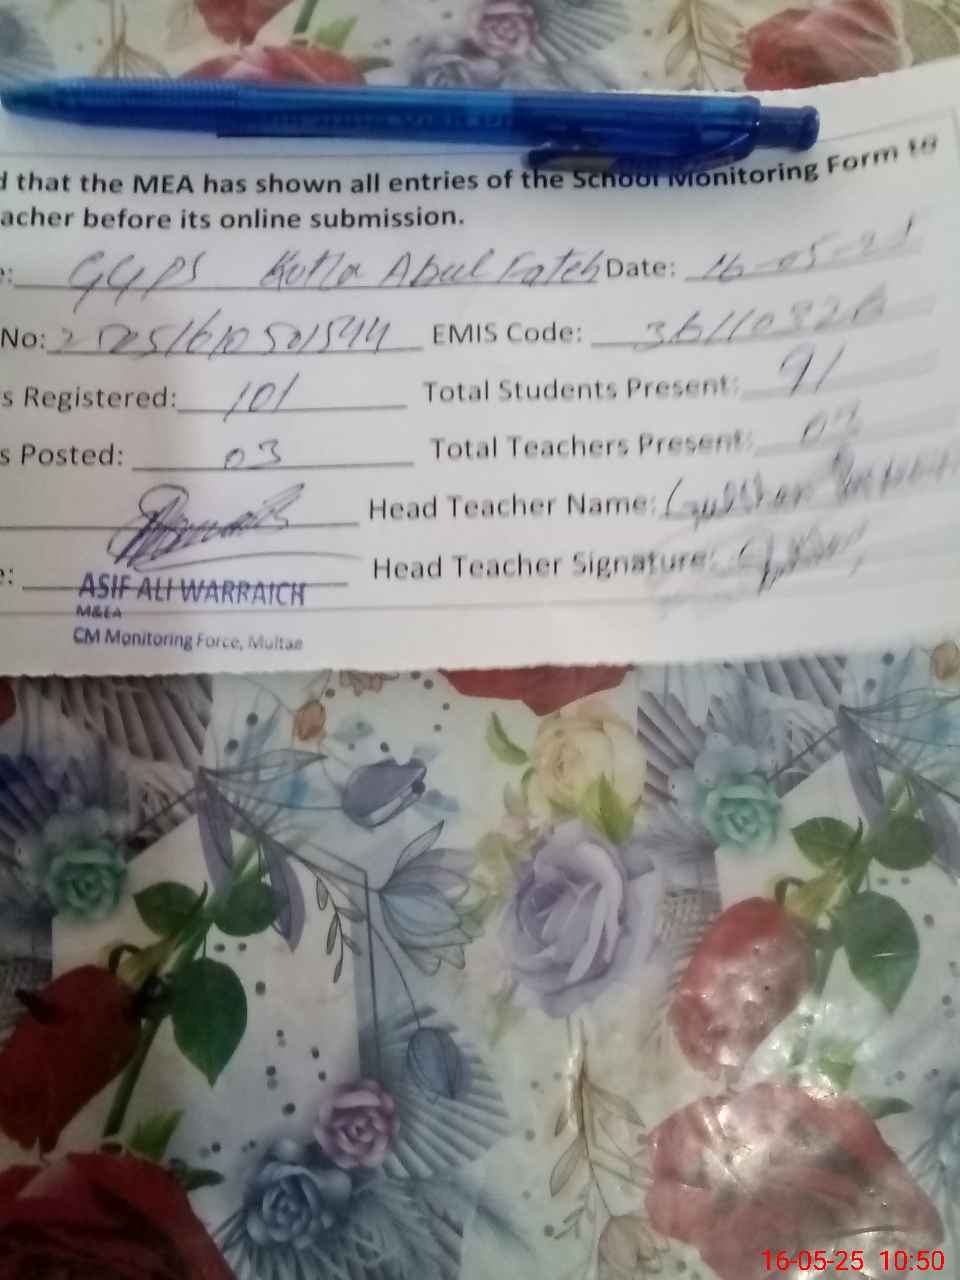 d that the MEA has shown all entries of the School Monitoring Form to
acher before its online submission.
e: GGPS Kotla Abul Fateh Date: 16-05-25
No: EMIS Code:
s Registered: 101 Total Students Present: 91
s Posted: 03 Total Teachers Present: 03
Head Teacher Name: Gulshan
e: Head Teacher Signature:
ASIF ALI WARRAICH
M&EA
CM Monitoring Force, Multan
16-05-25 10:50